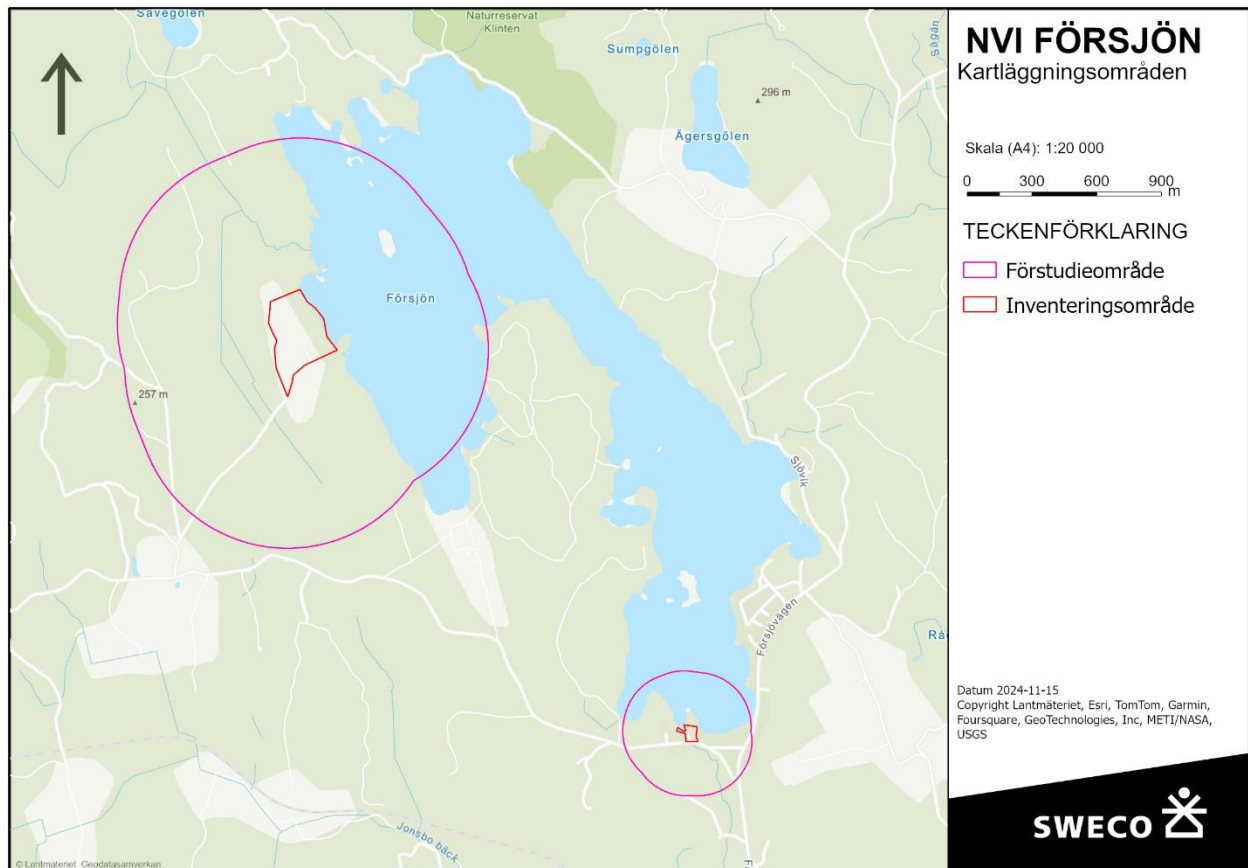 Sävegölen
Naturreservat
Klinten
Sumpgölen
Sågån
296 m
Ägersgölen
Försjön
257 m
Sjövik
Försjövägen
Jonsbo bäck
© Lantmäteriet, Geodatasamverkan
NVI FÖRSJÖN
Kartläggningsområden
Skala (A4): 1:20 000
0 300 600 900
m
TECKENFÖRKLARING
Förstudieområde
Inventeringsområde
Datum 2024-11-15
Copyright Lantmäteriet, Esri, TomTom, Garmin,
Foursquare, GeoTechnologies, Inc, METI/NASA,
USGS
SWECO